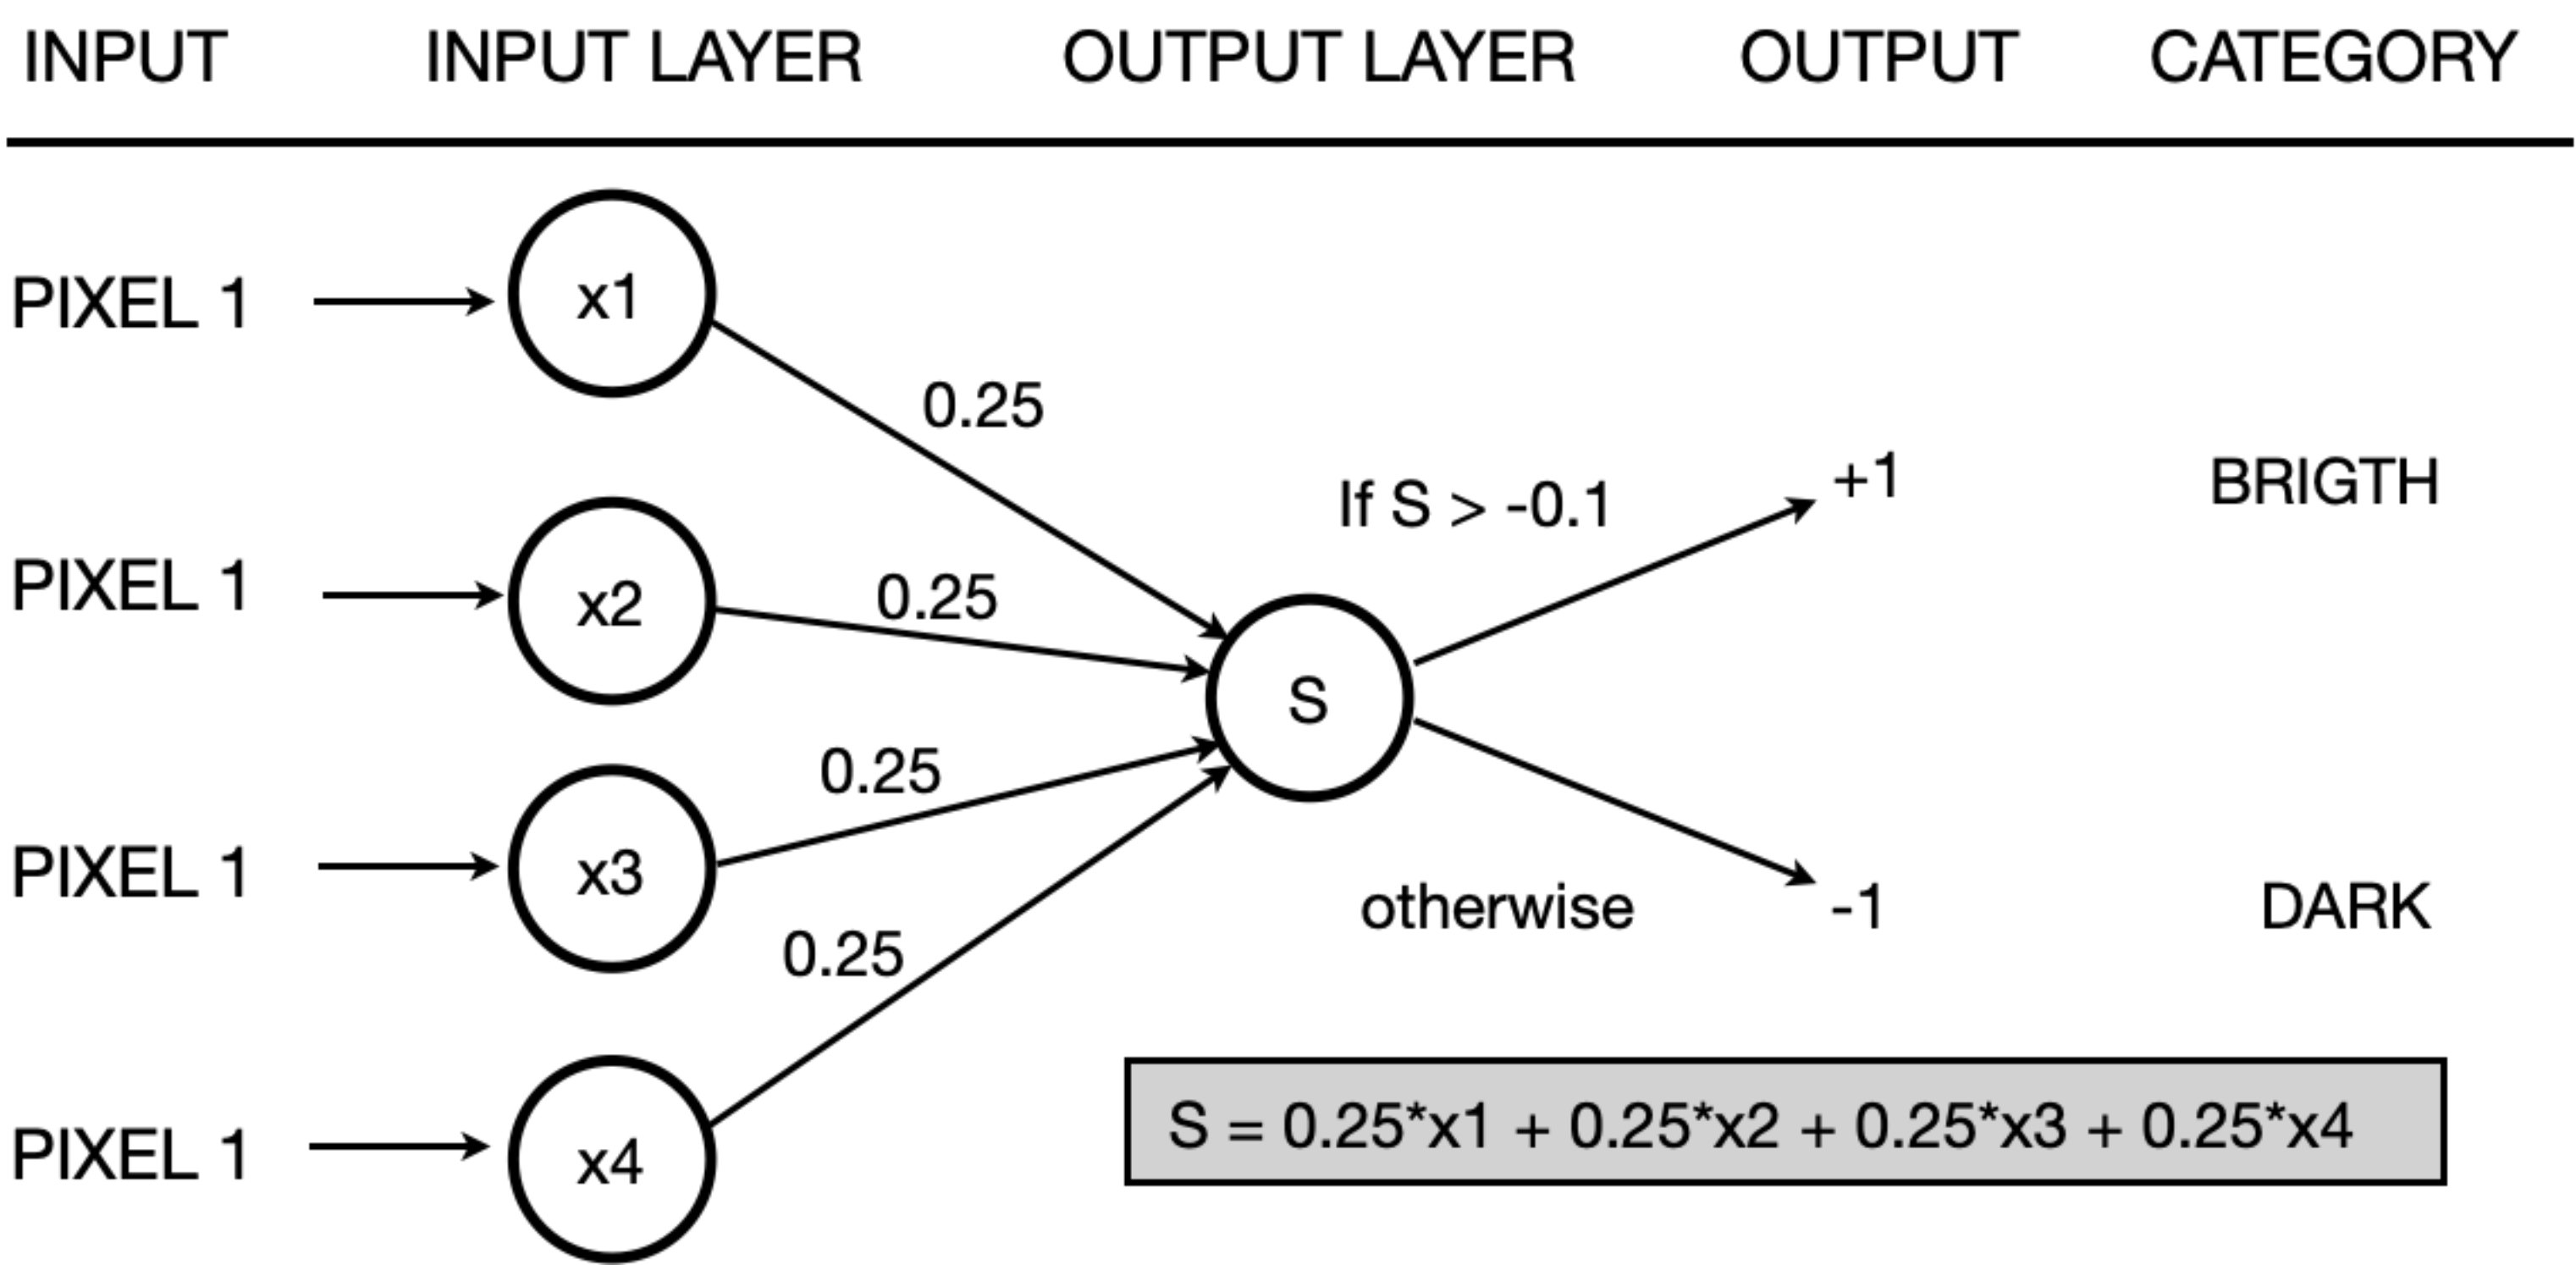 INPUT INPUT LAYER OUTPUT LAYER OUTPUT CATEGORY
PIXEL 1 x1
0.25
If S > -0.1 +1 BRIGTH
PIXEL 1 x2 0.25
S
0.25
PIXEL 1 x3
otherwise -1 DARK
0.25
S = 0.25*x1 + 0.25*x2 + 0.25*x3 + 0.25*x4
PIXEL 1 x4